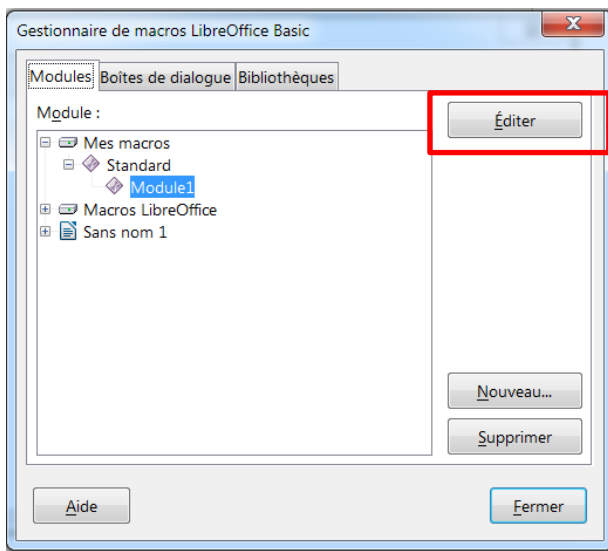 Gestionnaire de macros LibreOffice Basic
Modules Boîtes de dialogue Bibliothèques
Module :
Éditer
Mes macros
Standard
Module1
Macros LibreOffice
Sans nom 1
Nouveau...
Supprimer
Aide
Fermer